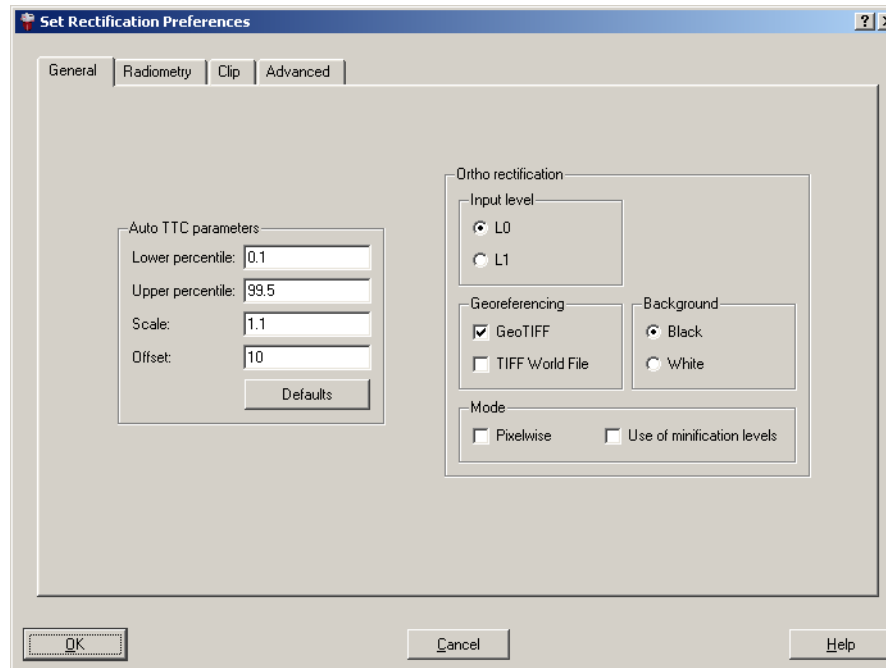 Set Rectification Preferences
General Radiometry Clip Advanced
Auto TTC parameters
Lower percentile: 0.1
Upper percentile: 99.5
Scale: 1.1
Offset: 10
Defaults
Ortho rectification
Input level
L0
L1
Georeferencing
GeoTIFF
TIFF World File
Background
Black
White
Mode
Pixelwise Use of minification levels
OK Cancel Help